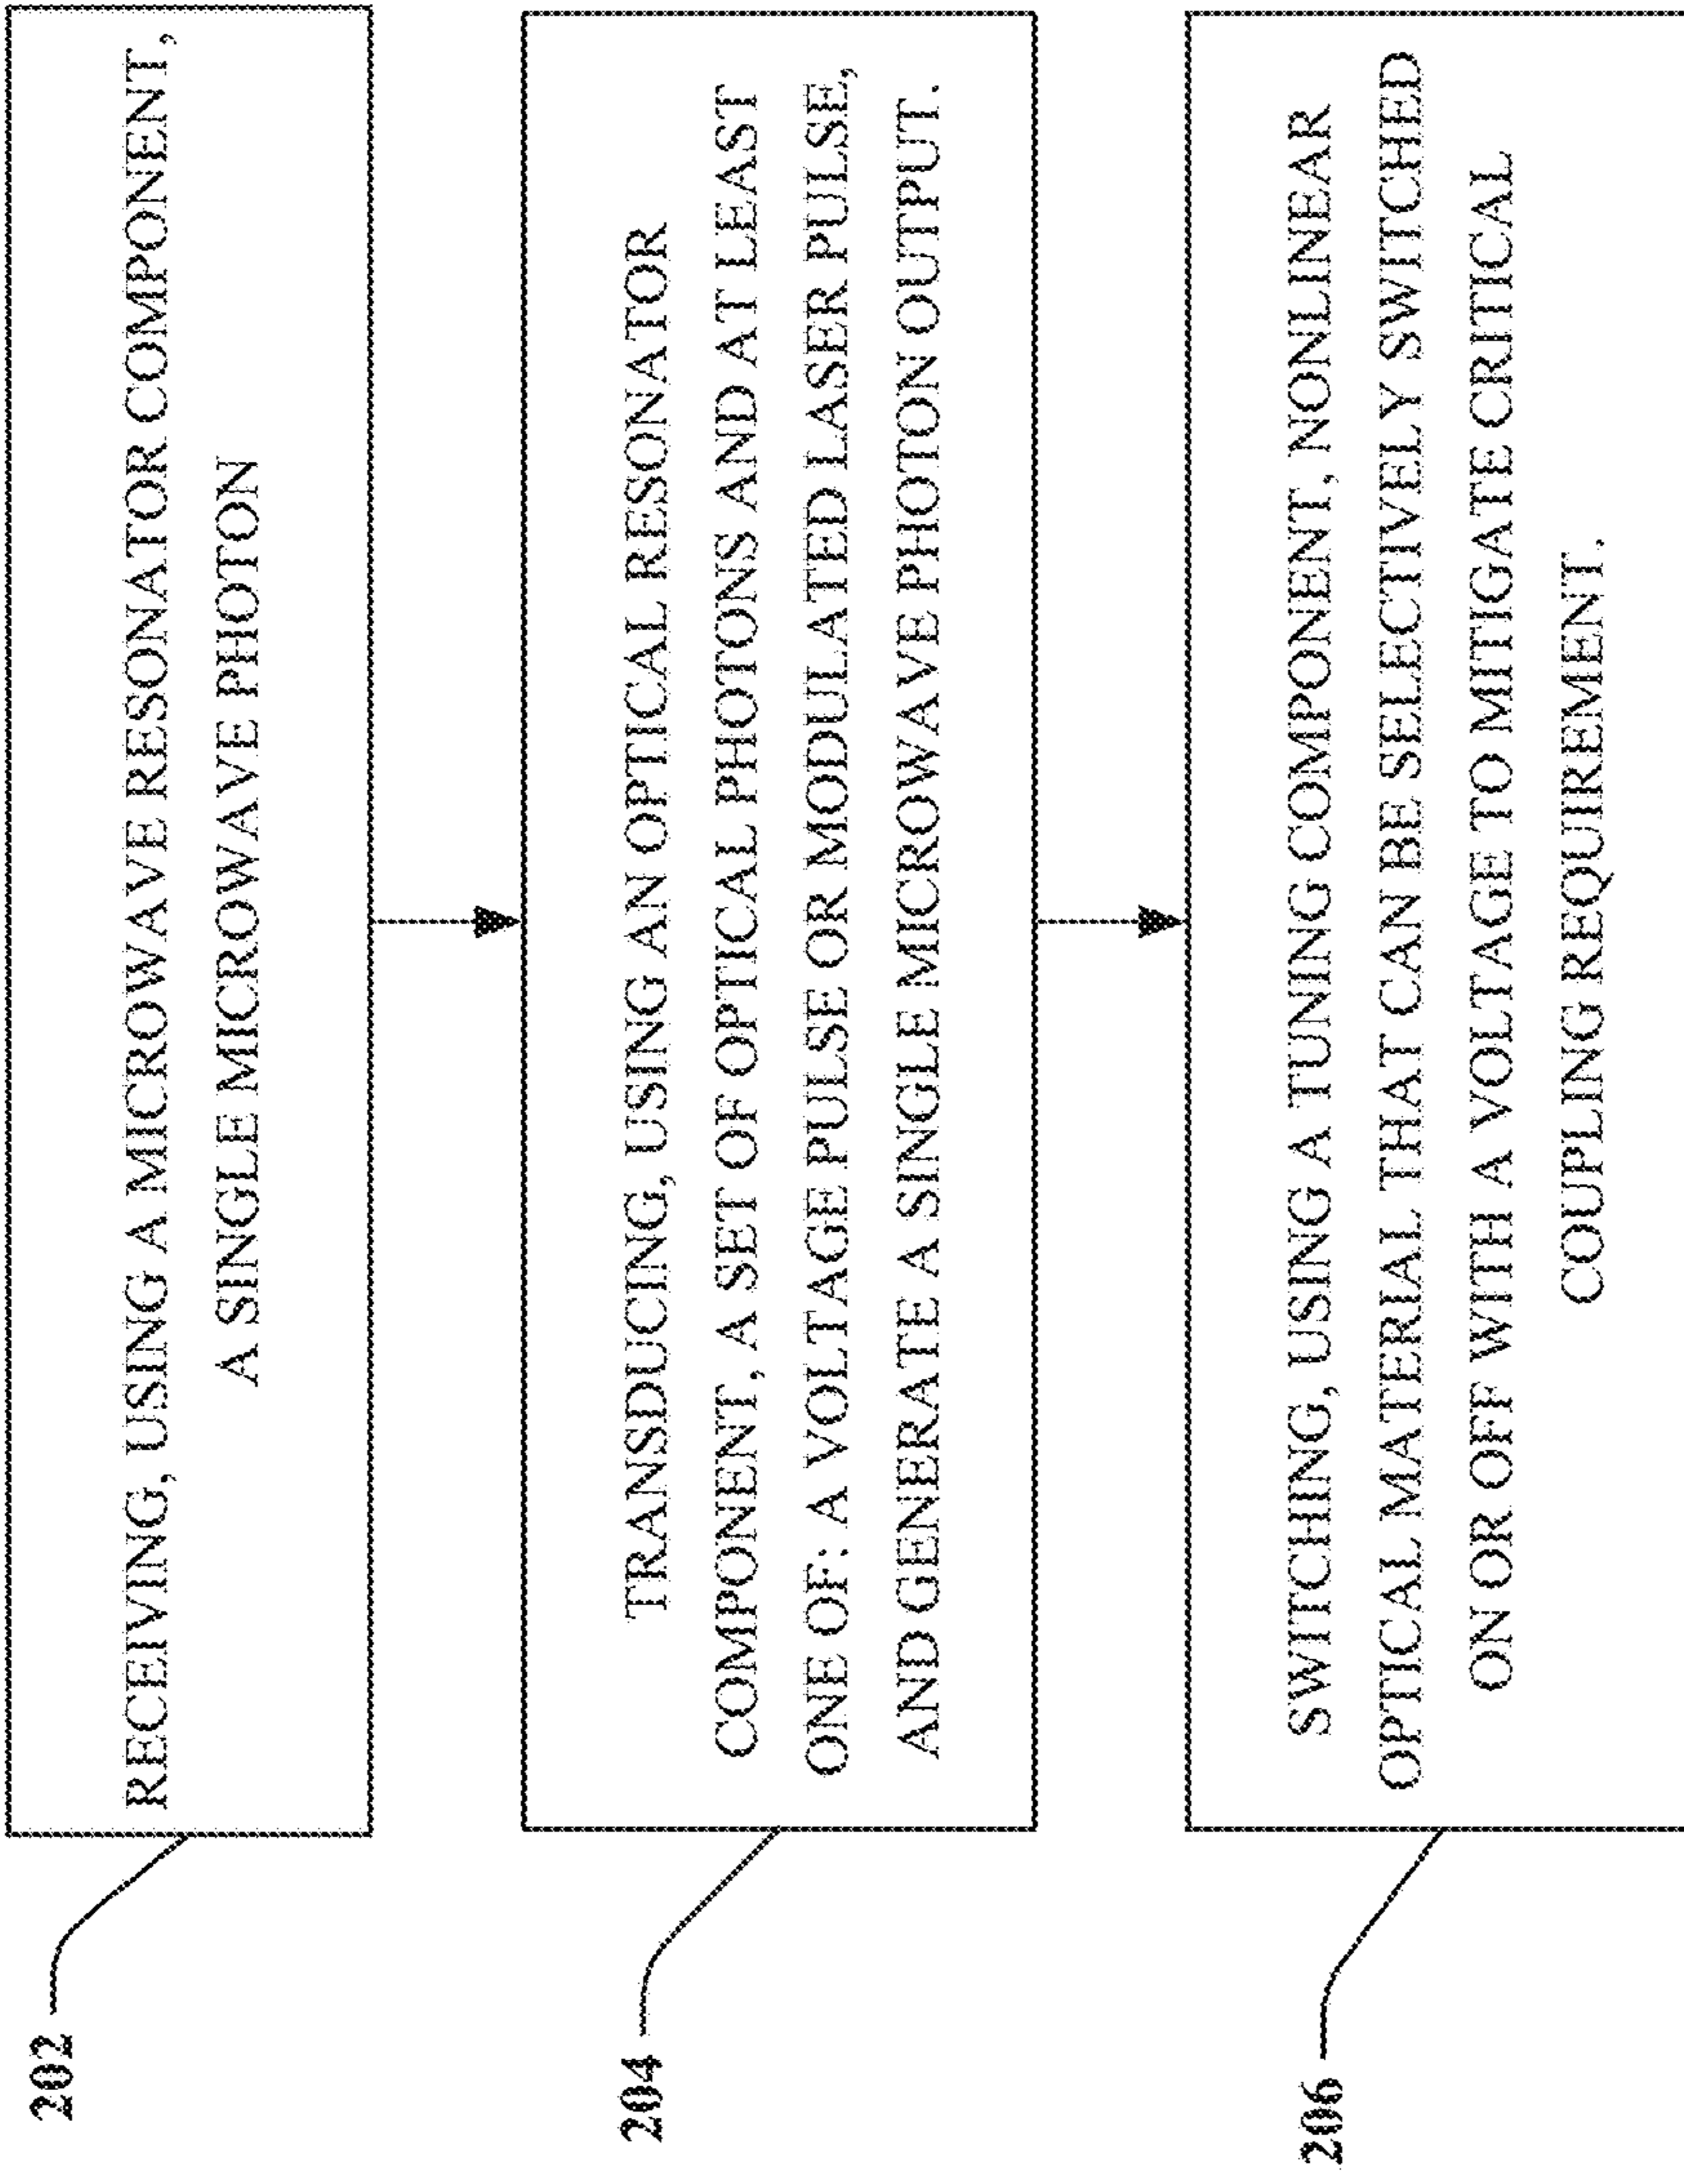 202
RECEIVING, USING A MICROWAVE RESONATOR COMPONENT,
A SINGLE MICROWAVE PHOTON
204
TRANSDUCING, USING AN OPTICAL RESONATOR
COMPONENT, A SET OF OPTICAL PHOTONS AND AT LEAST
ONE OF: A VOLTAGE PULSE OR MODULATED LASER PULSE,
AND GENERATE A SINGLE MICROWAVE PHOTON OUTPUT.
206
SWITCHING, USING A TUNING COMPONENT, NONLINEAR
OPTICAL MATERIAL THAT CAN BE SELECTIVELY SWITCHED
ON OR OFF WITH A VOLTAGE TO MITIGATE CRITICAL
COUPLING REQUIREMENT.